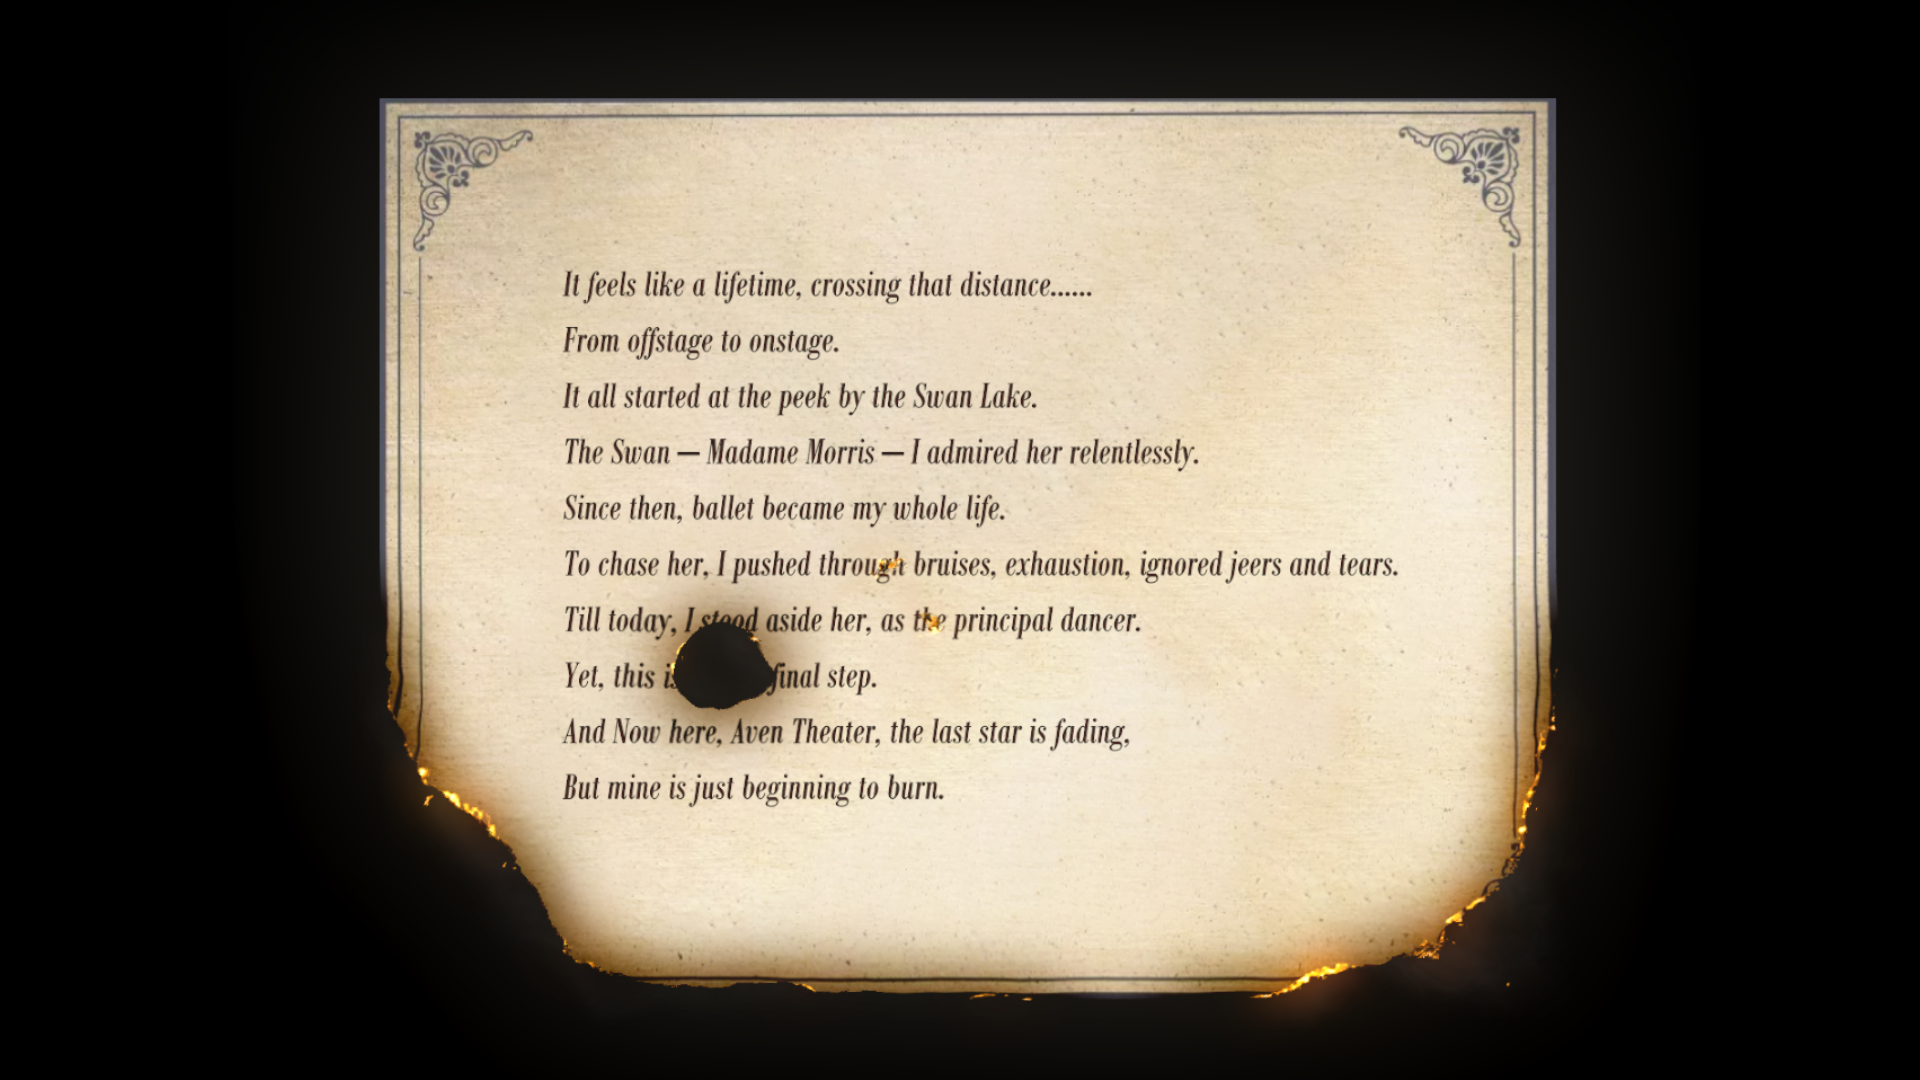 It feels like a lifetime, crossing that distance......
From offstage to onstage.
It all started at the peek by the Swan Lake.
The Swan — Madame Morris — I admired her relentlessly.
Since then, ballet became my whole life.
To chase her, I pushed through bruises, exhaustion, ignored jeers and tears.
Till today, I stood aside her, as the principal dancer.
Yet, this is final step.
And Now here, Aven Theater, the last star is fading,
But mine is just beginning to burn.